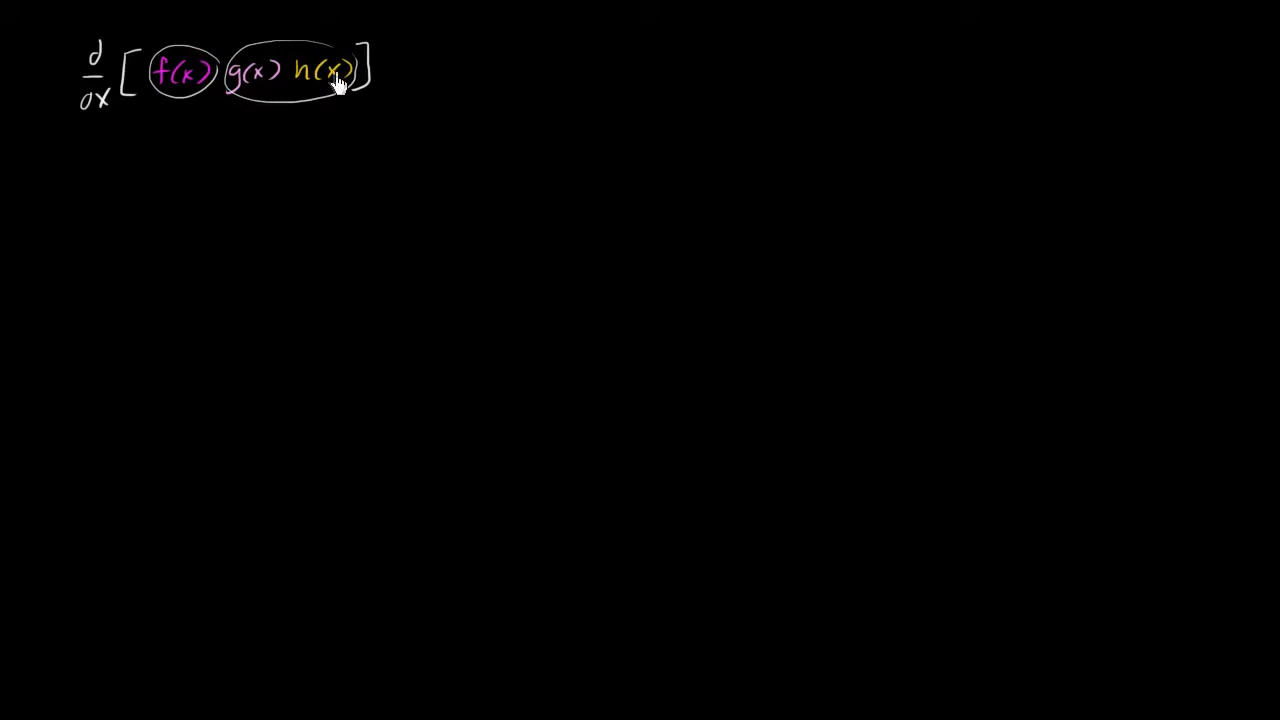 d/dx [ f(x) g(x) h(x) ]